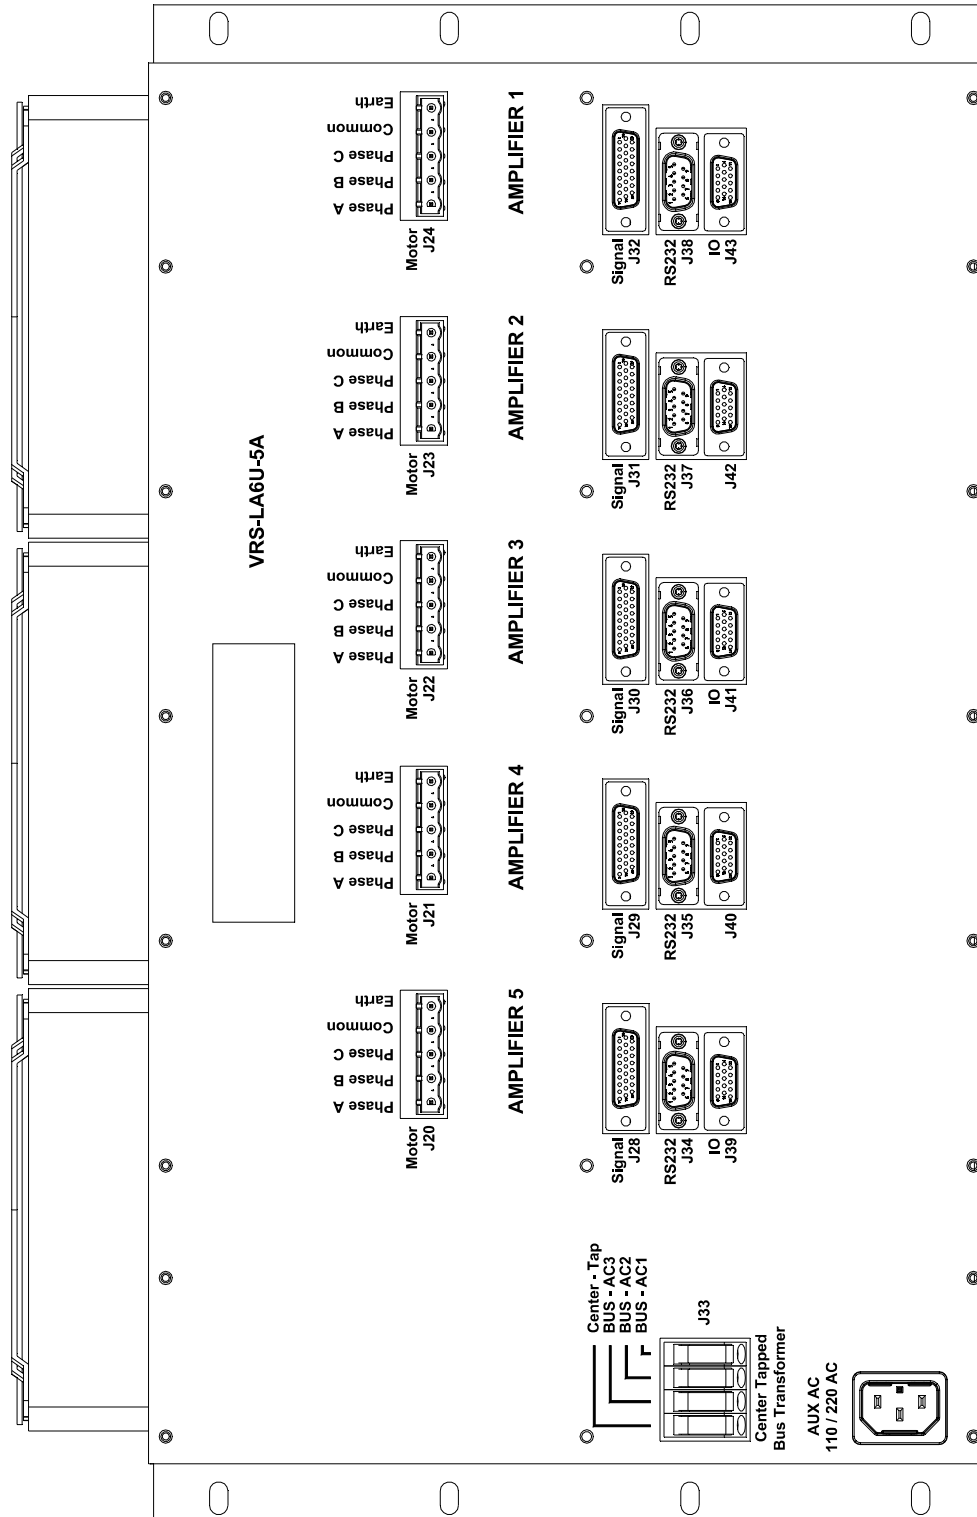 VRS-LA6U-5A
Earth
Common
Phase C
Phase B
Phase A
Motor
J24
AMPLIFIER 1
Signal
J32
RS232
J38
IO
J43
Earth
Common
Phase C
Phase B
Phase A
Motor
J23
AMPLIFIER 2
Signal
J31
RS232
J37
J42
Earth
Common
Phase C
Phase B
Phase A
Motor
J22
AMPLIFIER 3
Signal
J30
RS232
J36
IO
J41
Earth
Common
Phase C
Phase B
Phase A
Motor
J21
AMPLIFIER 4
Signal
J29
RS232
J35
J40
Earth
Common
Phase C
Phase B
Phase A
Motor
J20
AMPLIFIER 5
Signal
J28
RS232
J34
IO
J39
Center - Tap
BUS - AC3
BUS - AC2
BUS - AC1
J33
Center Tapped
Bus Transformer
AUX AC
110 / 220 AC